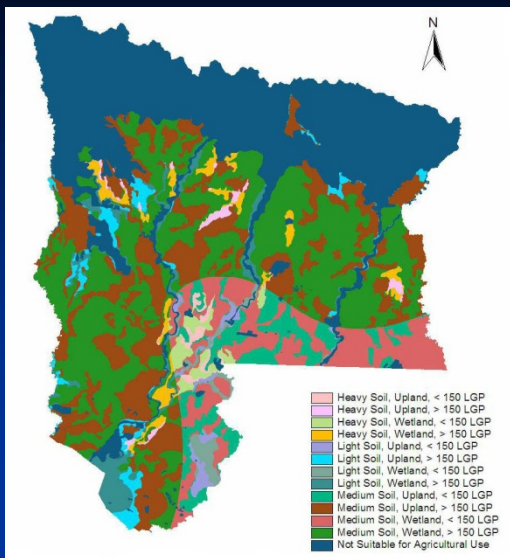 N
Heavy Soil, Upland, < 150 LGP
Heavy Soil, Upland, > 150 LGP
Heavy Soil, Wetland, < 150 LGP
Heavy Soil, Wetland, > 150 LGP
Light Soil, Upland, < 150 LGP
Light Soil, Upland, > 150 LGP
Light Soil, Wetland, < 150 LGP
Light Soil, Wetland, > 150 LGP
Medium Soil, Upland, < 150 LGP
Medium Soil, Upland, > 150 LGP
Medium Soil, Wetland, < 150 LGP
Medium Soil, Wetland, > 150 LGP
Not Suitable for Agricultural Use